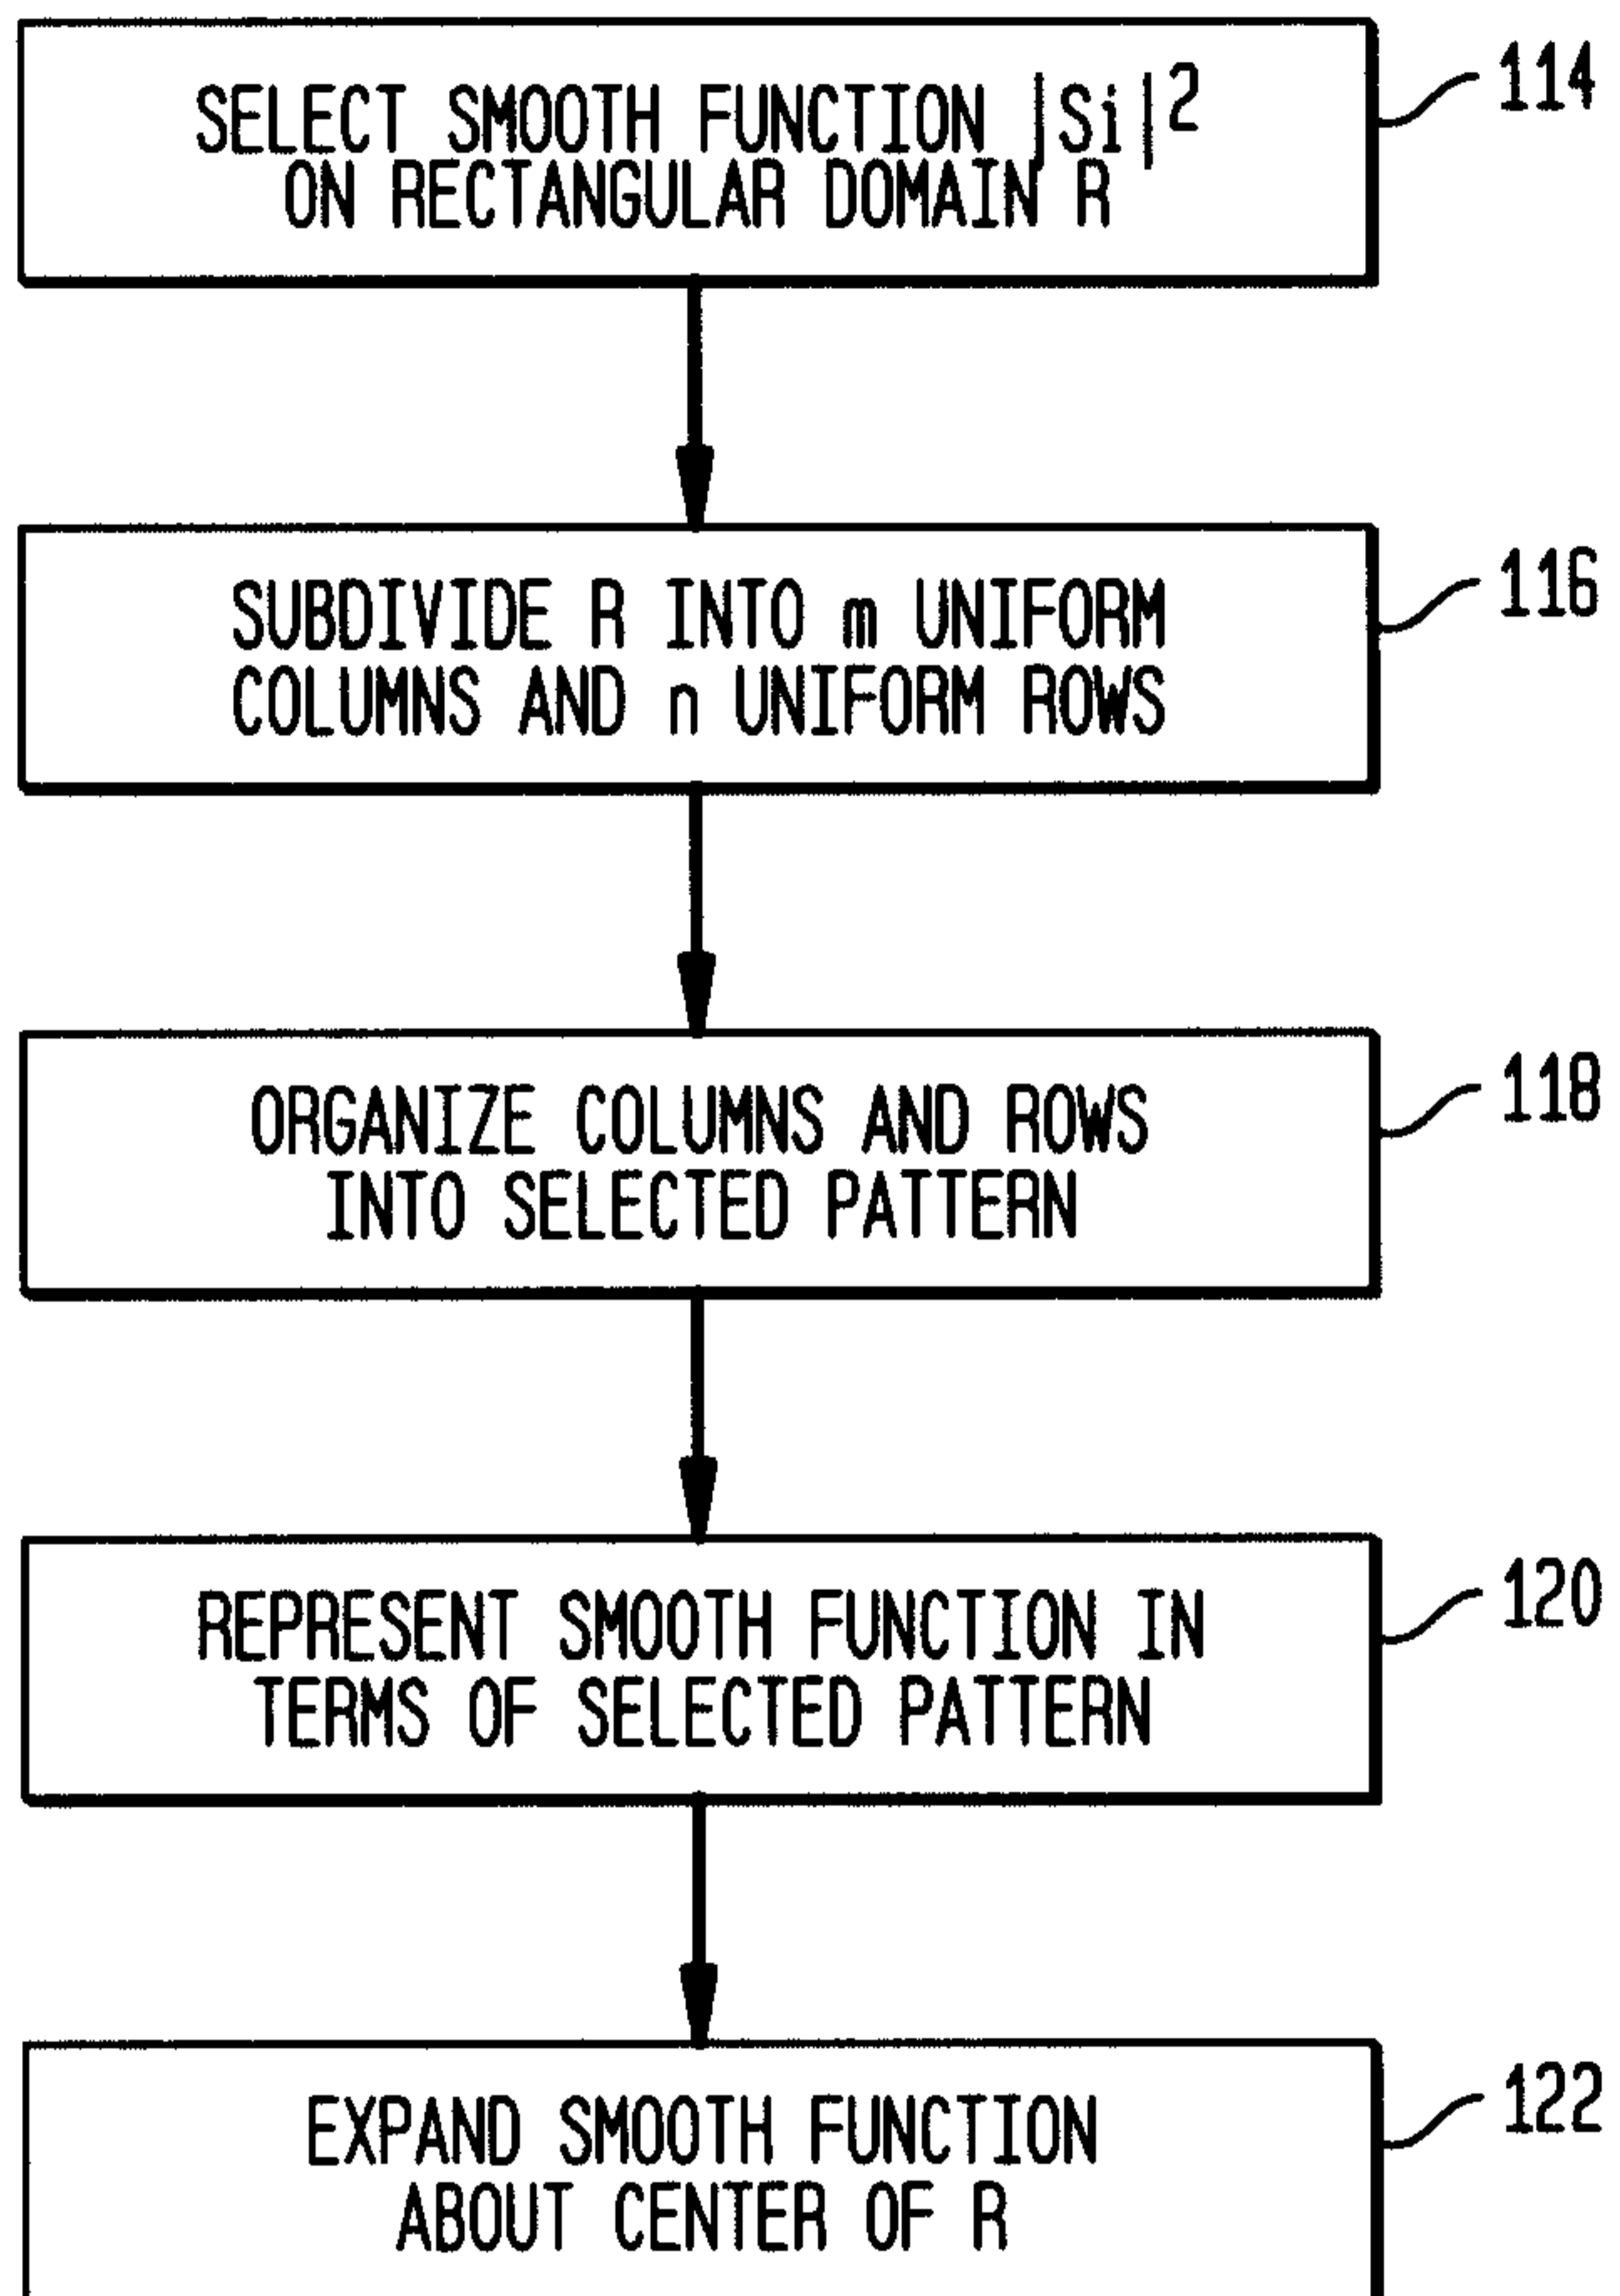 SELECT SMOOTH FUNCTION |Si|²
ON RECTANGULAR DOMAIN R
114
SUBDIVIDE R INTO m UNIFORM
COLUMNS AND n UNIFORM ROWS
116
ORGANIZE COLUMNS AND ROWS
INTO SELECTED PATTERN
118
REPRESENT SMOOTH FUNCTION IN
TERMS OF SELECTED PATTERN
120
EXPAND SMOOTH FUNCTION
ABOUT CENTER OF R
122